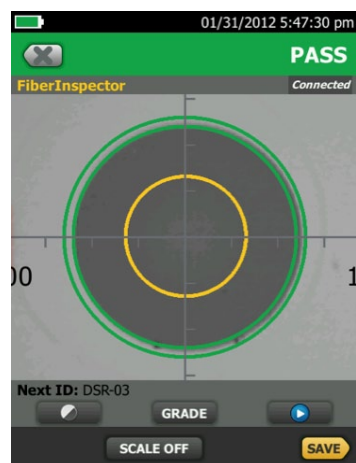 01/31/2012 5:47:30 pm
PASS
FiberInspector
Connected
00
1
Next ID: DSR-03
GRADE
SCALE OFF
SAVE